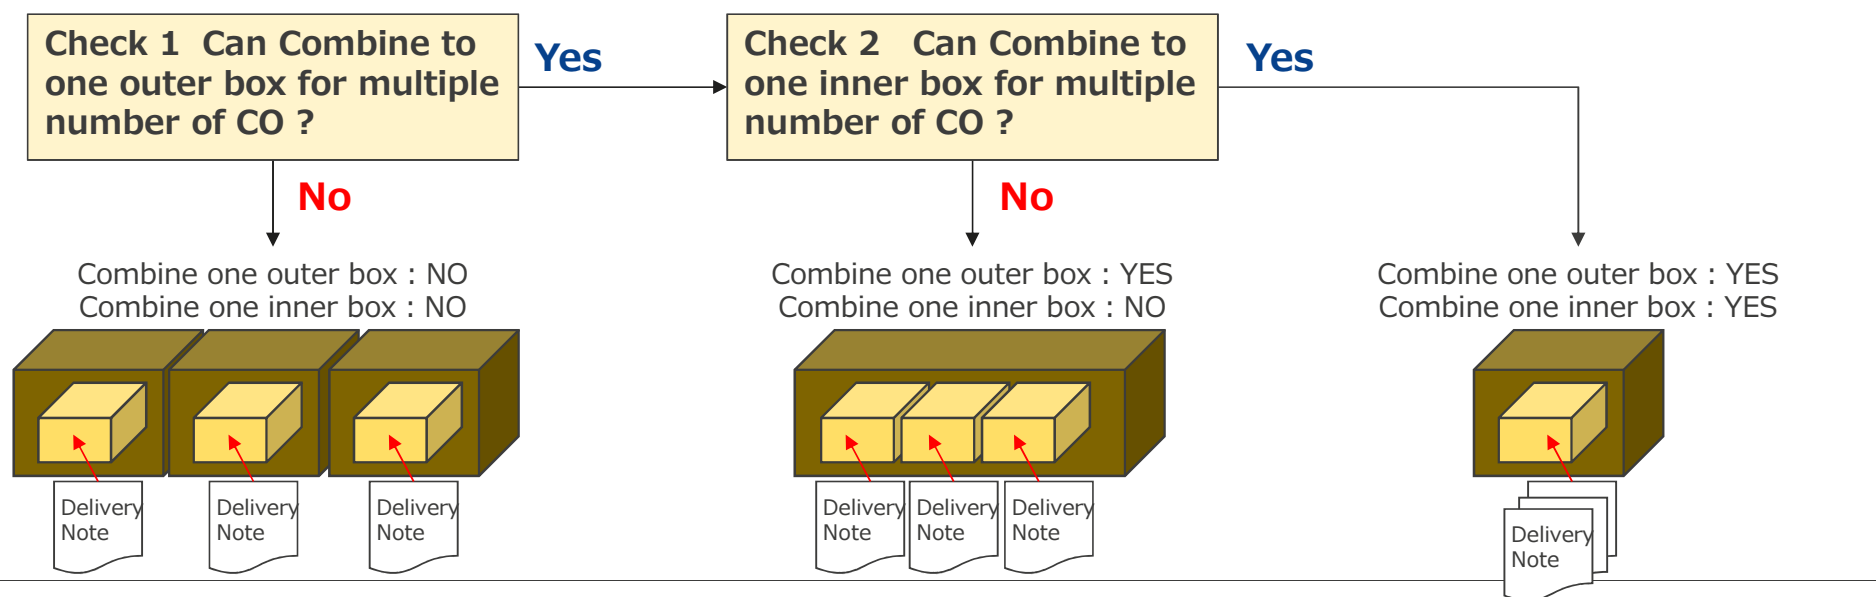 Check 1  Can Combine to
one outer box for multiple
number of CO ?
Yes
Check 2   Can Combine to
one inner box for multiple
number of CO ?
Yes
No
No
Combine one outer box : NO
Combine one inner box : NO
Combine one outer box : YES
Combine one inner box : NO
Combine one outer box : YES
Combine one inner box : YES
Delivery
Note
Delivery
Note
Delivery
Note
Delivery
Note
Delivery
Note
Delivery
Note
Delivery
Note